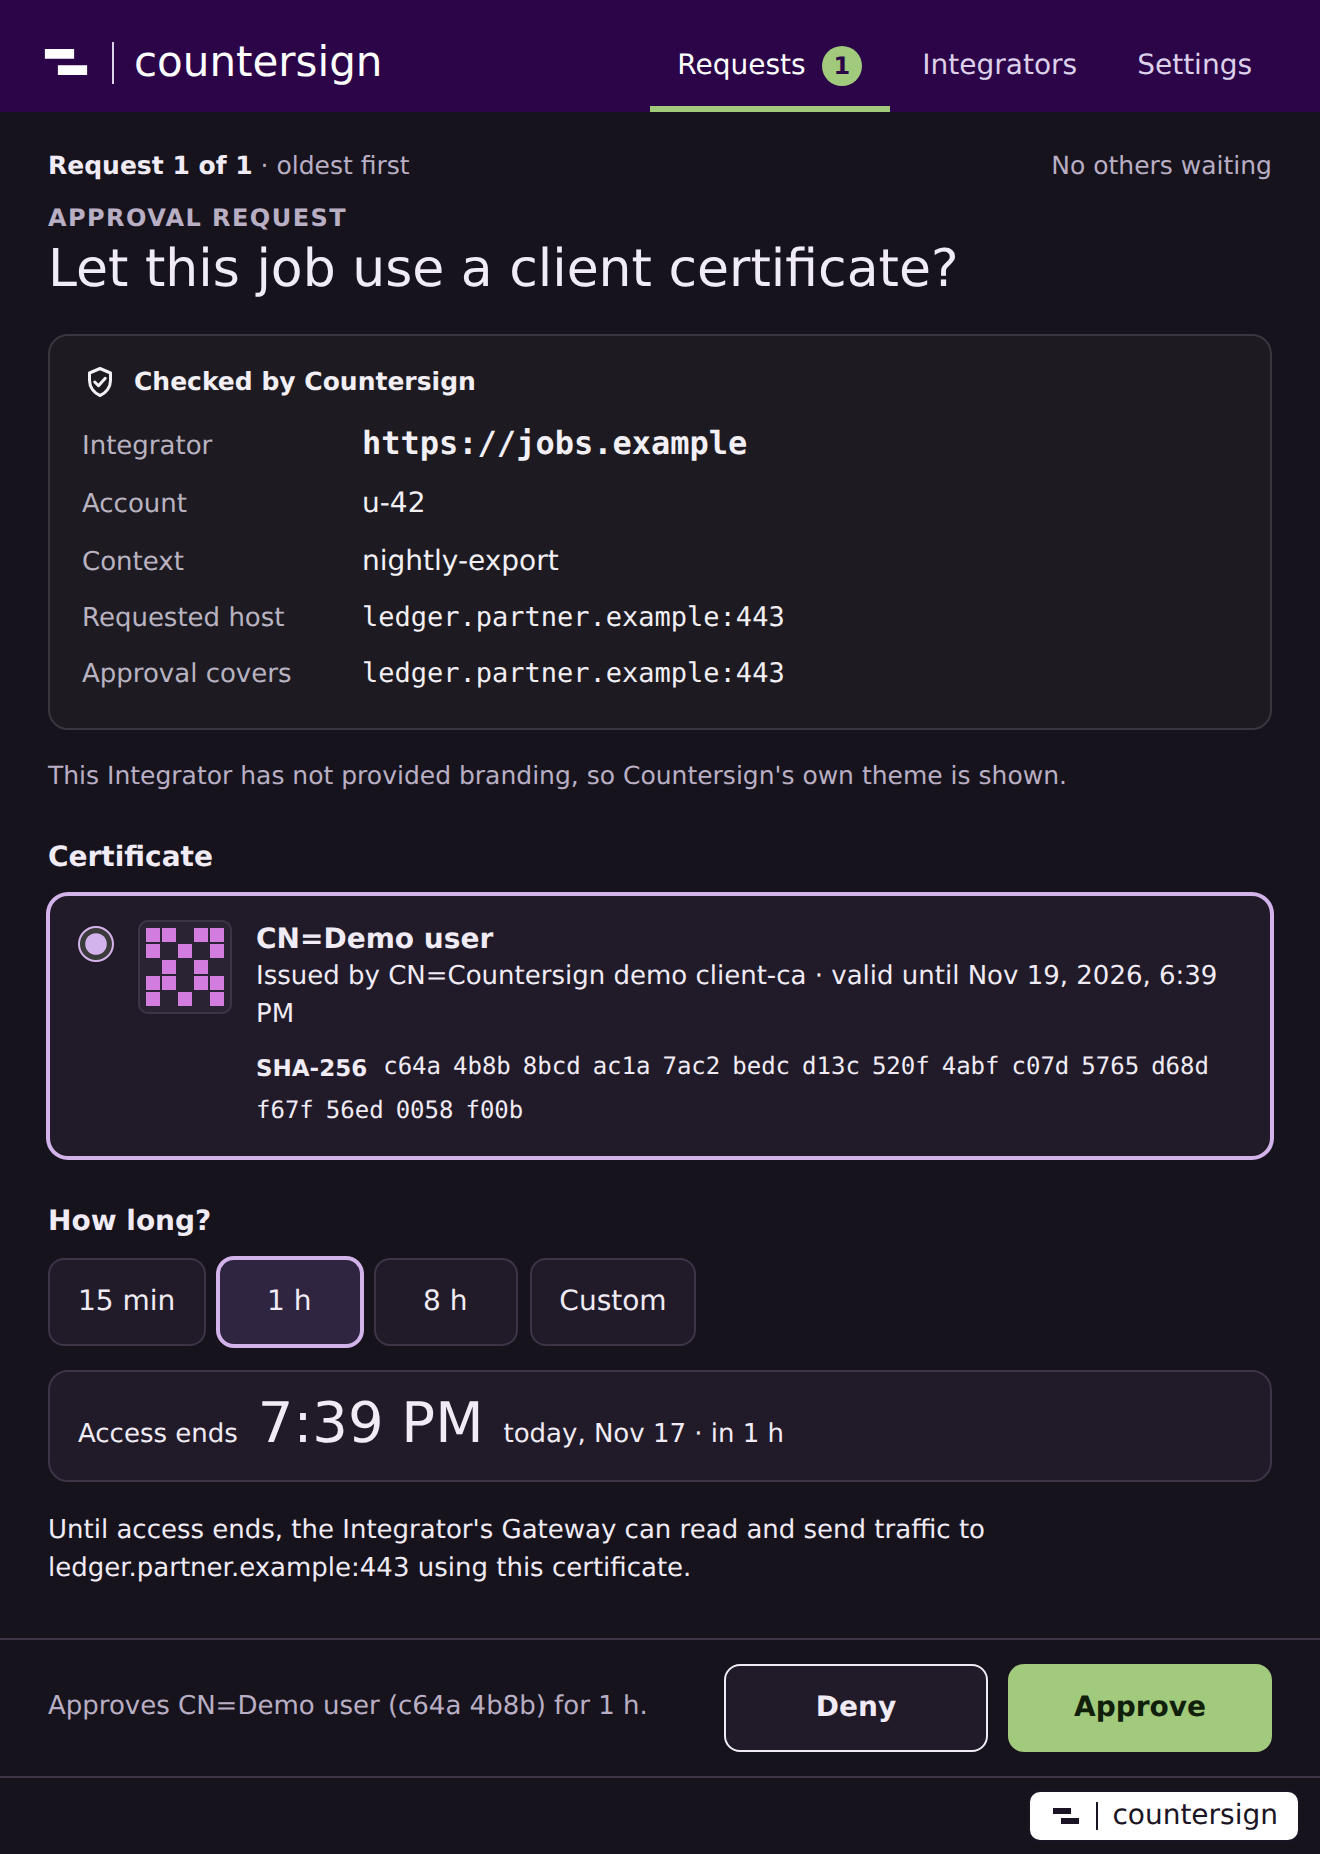 countersign
Requests 1 Integrators Settings
Request 1 of 1 · oldest first
No others waiting
APPROVAL REQUEST
Let this job use a client certificate?
Checked by Countersign
Integrator https://jobs.example
Account u-42
Context nightly-export
Requested host ledger.partner.example:443
Approval covers ledger.partner.example:443
This Integrator has not provided branding, so Countersign's own theme is shown.
Certificate
CN=Demo user
Issued by CN=Countersign demo client-ca · valid until Nov 19, 2026, 6:39
PM
SHA-256 c64a 4b8b 8bcd ac1a 7ac2 bedc d13c 520f 4abf c07d 5765 d68d
f67f 56ed 0058 f00b
How long?
15 min 1 h 8 h Custom
Access ends 7:39 PM today, Nov 17 · in 1 h
Until access ends, the Integrator's Gateway can read and send traffic to
ledger.partner.example:443 using this certificate.
Approves CN=Demo user (c64a 4b8b) for 1 h.
Deny Approve
countersign